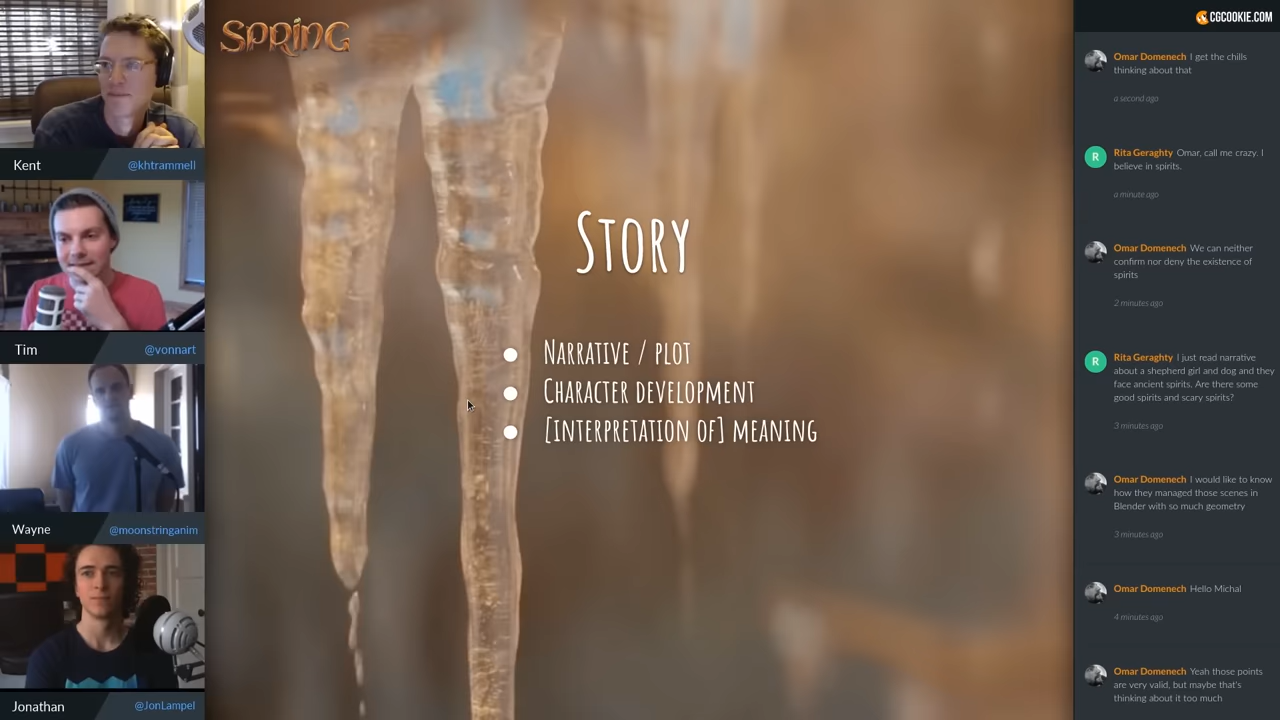 SPRING
CGCOOKIE.COM
Kent @khtrammell
Tim @vonnart
Wayne @moonstringanim
Jonathan @JonLampel
STORY
NARRATIVE / PLOT
CHARACTER DEVELOPMENT
[INTERPRETATION OF] MEANING
Omar Domenech I get the chills
thinking about that
a second ago
R
Rita Geraghty Omar, call me crazy. I
believe in spirits.
a minute ago
Omar Domenech We can neither
confirm nor deny the existence of
spirits
2 minutes ago
R
Rita Geraghty I just read narrative
about a shepherd girl and dog and they
face ancient spirits. Are there some
good spirits and scary spirits?
3 minutes ago
Omar Domenech I would like to know
how they managed those scenes in
Blender with so much geometry
3 minutes ago
Omar Domenech Hello Michal
4 minutes ago
Omar Domenech Yeah those points
are very valid, but maybe that's
thinking about it too much